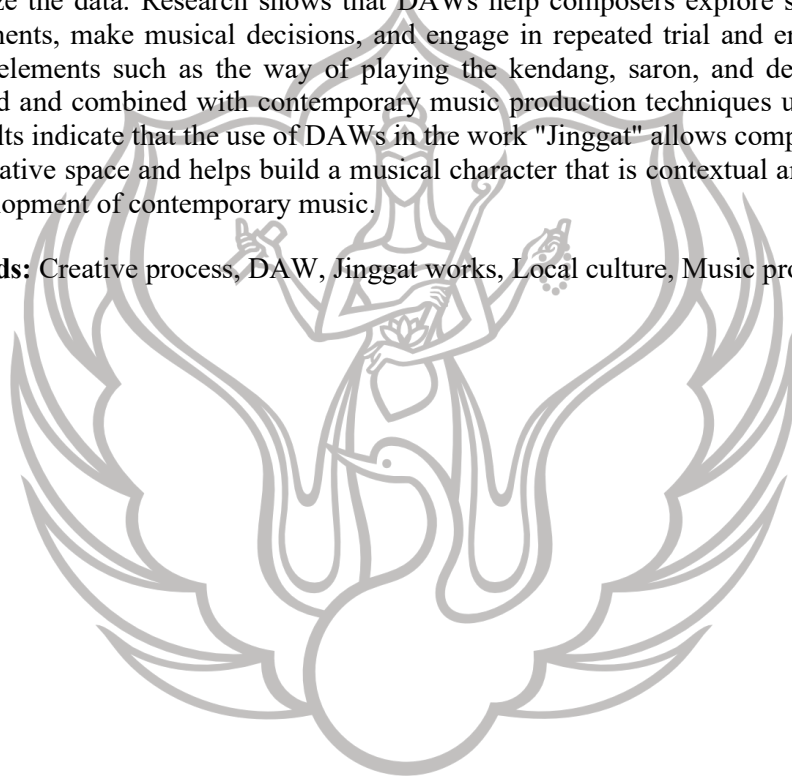 ze the data. Research shows that DAWs help composers explore s
ents, make musical decisions, and engage in repeated trial and er
elements such as the way of playing the kendang, saron, and de
d and combined with contemporary music production techniques u
lts indicate that the use of DAWs in the work "Jinggat" allows comp
ative space and helps build a musical character that is contextual a
lopment of contemporary music.
ds: Creative process, DAW, Jinggat works, Local culture, Music pro